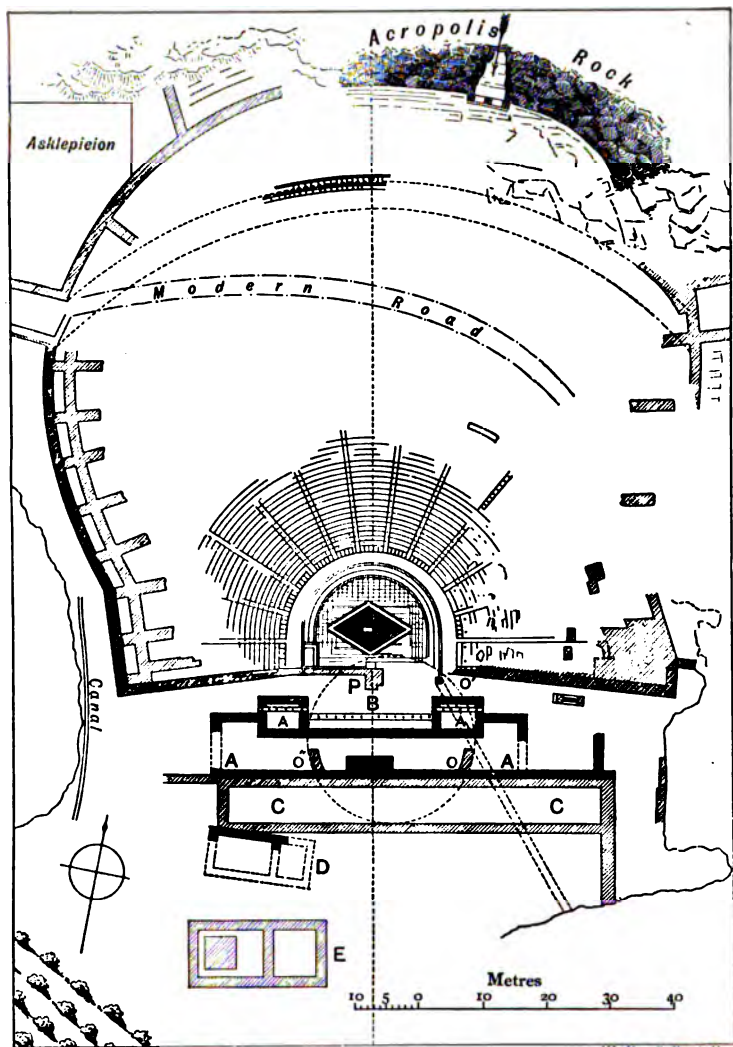 Acropolis
Rock
Asklepieion
Modern Road
Canal
P
O
B
A A
A O O A
C C
D
E
Metres
10 5 0 10 20 30 40